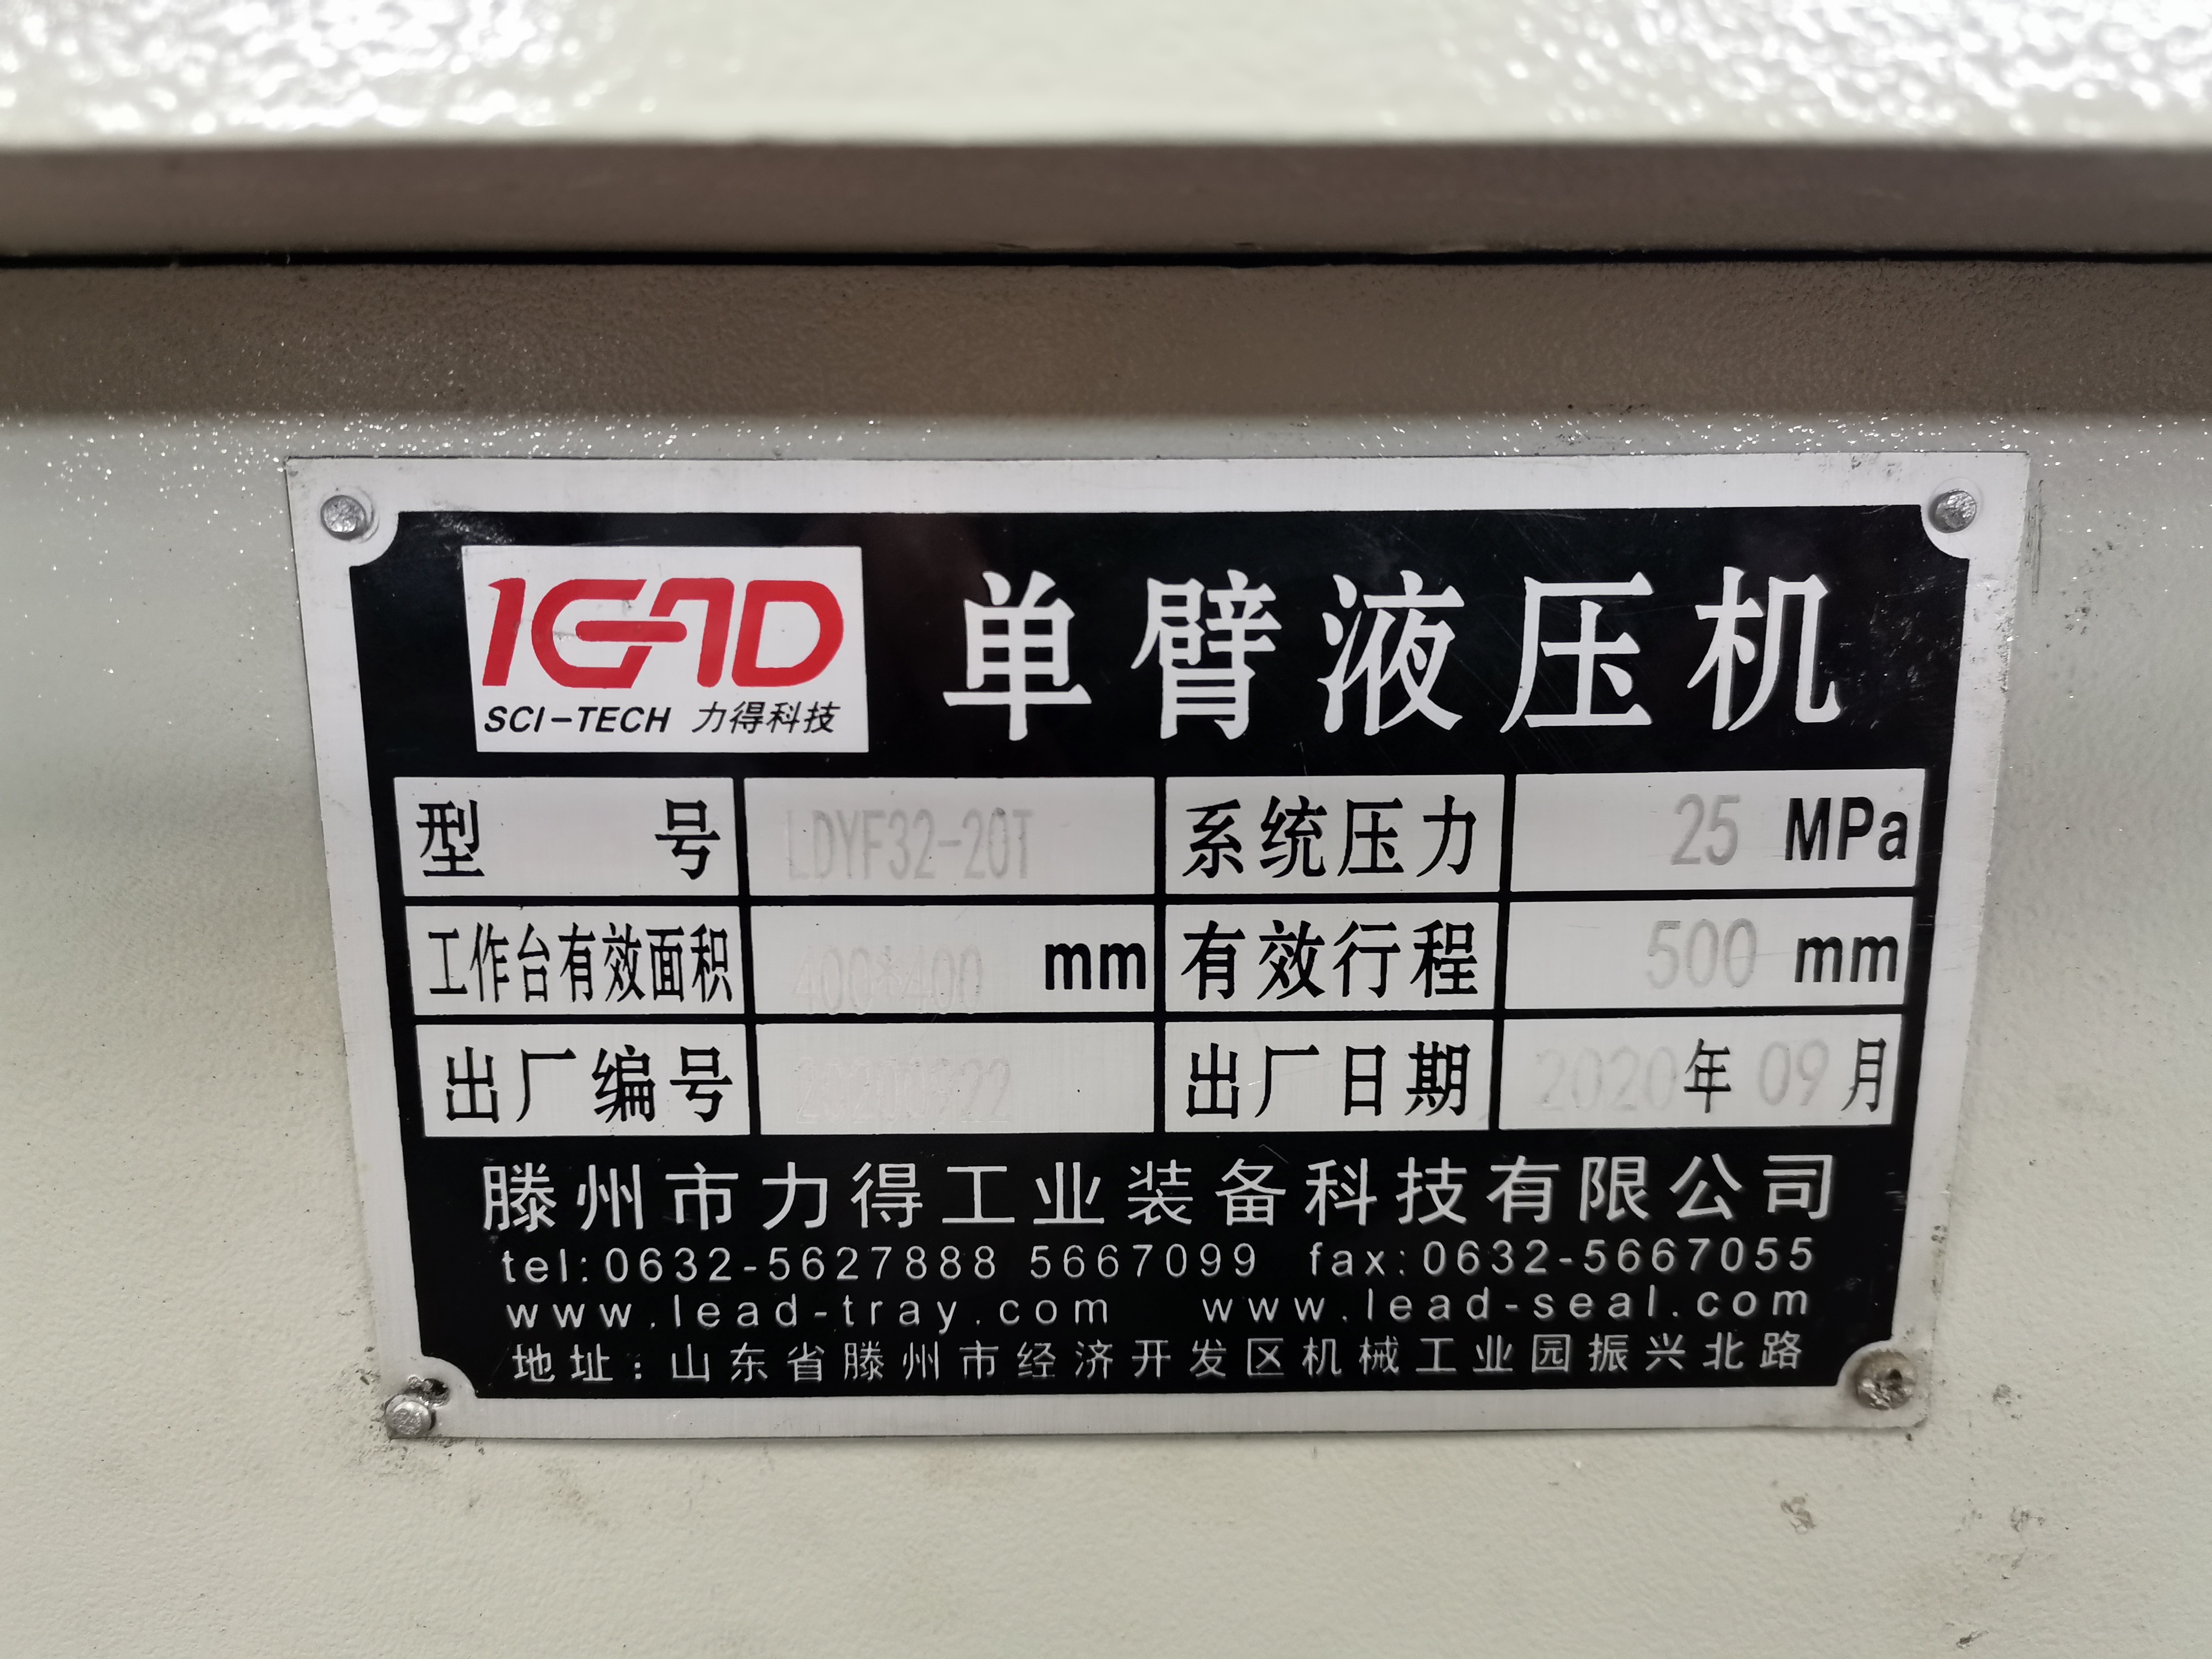 LEAD
SCI-TECH 力得科技
单臂液压机
型号 LDYF32-20T 系统压力 25 MPa
工作台有效面积 400*400 mm 有效行程 500 mm
出厂编号 出厂日期 2020年09月
滕州市力得工业装备科技有限公司
tel:0632-5627888 5667099 fax:0632-5667055
www.lead-tray.com www.lead-seal.com
地址:山东省滕州市经济开发区机械工业园振兴北路